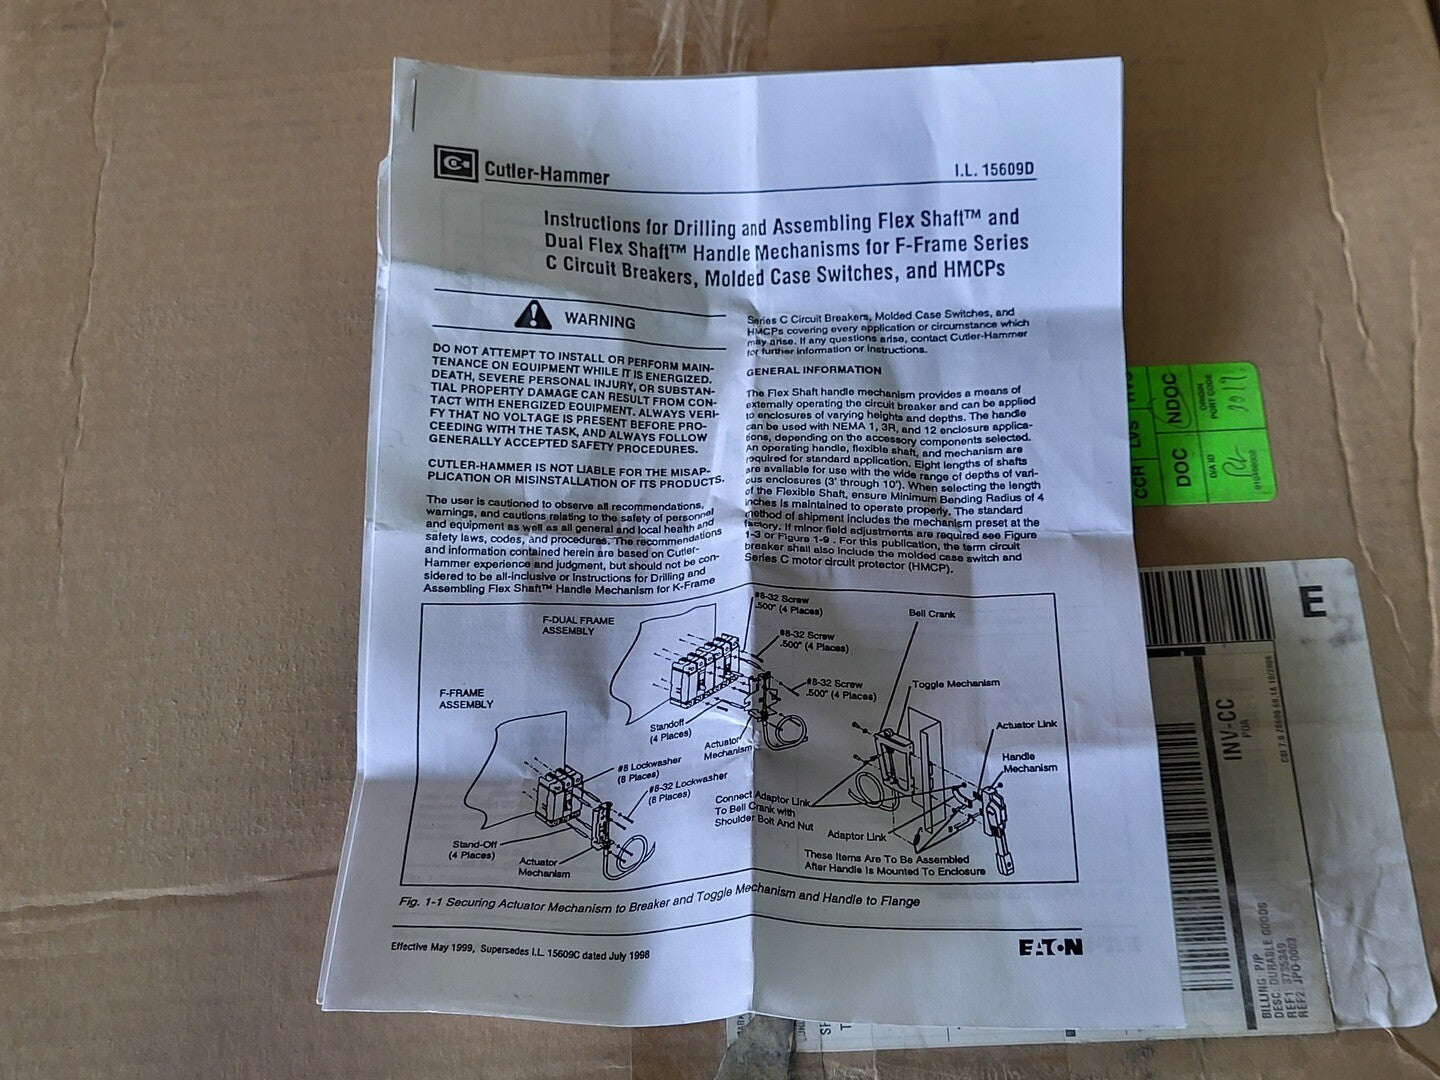 Cutler-Hammer
I.L. 15609D
Instructions for Drilling and Assembling Flex Shaft™ and
Dual Flex Shaft™ Handle Mechanisms for F-Frame Series
C Circuit Breakers, Molded Case Switches, and HMCPs
WARNING
DO NOT ATTEMPT TO INSTALL OR PERFORM MAIN-
TENANCE ON EQUIPMENT WHILE IT IS ENERGIZED.
DEATH, SEVERE PERSONAL INJURY, OR SUBSTAN-
TIAL PROPERTY DAMAGE CAN RESULT FROM CON-
TACT WITH ENERGIZED EQUIPMENT. ALWAYS VERI-
FY THAT NO VOLTAGE IS PRESENT BEFORE PRO-
CEEDING WITH THE TASK, AND ALWAYS FOLLOW
GENERALLY ACCEPTED SAFETY PROCEDURES.
CUTLER-HAMMER IS NOT LIABLE FOR THE MISAP-
PLICATION OR MISINSTALLATION OF ITS PRODUCTS.
The user is cautioned to observe all recommendations,
warnings, and cautions relating to the safety of personnel
and equipment as well as all general and local health and
safety laws, codes, and procedures. The recommendations
and information contained herein are based on Cutler-
Hammer experience and judgment, but should not be con-
sidered to be all-inclusive or Instructions for Drilling and
Assembling Flex Shaft™ Handle Mechanism for K-Frame
Series C Circuit Breakers, Molded Case Switches, and
HMCPs covering every application or circumstance which
may arise. If any questions arise, contact Cutler-Hammer
for further information or instructions.
GENERAL INFORMATION
The Flex Shaft handle mechanism provides a means of
externally operating the circuit breaker and can be applied
to enclosures of varying heights and depths. The handle
can be used with NEMA 1, 3R, and 12 enclosure applica-
tions, depending on the accessory components selected.
An operating handle, flexible shaft, and mechanism are
required for standard application. Eight lengths of shafts
are available for use with the wide range of depths of vari-
ous enclosures (3' through 10'). When selecting the length
of the Flexible Shaft, ensure Minimum Bending Radius of 4
inches is maintained to operate properly. The standard
method of shipment includes the mechanism preset at the
factory. If minor field adjustments are required see Figure
1-3 or Figure 1-9 . For this publication, the term circuit
breaker shall also include the molded case switch and
Series C motor circuit protector (HMCP).
F-DUAL FRAME
ASSEMBLY
#8-32 Screw
.500" (4 Places)
#8-32 Screw
.500" (4 Places)
#8-32 Screw
.500" (4 Places)
Bell Crank
Toggle Mechanism
Actuator Link
Handle
Mechanism
F-FRAME
ASSEMBLY
Standoff
(4 Places)
Actuator
Mechanism
#8 Lockwasher
(8 Places)
#8-32 Lockwasher
(8 Places)
Connect Adaptor Link
To Bell Crank with
Shoulder Bolt And Nut
Adaptor Link
Stand-Off
(4 Places)
Actuator
Mechanism
These Items Are To Be Assembled
After Handle Is Mounted To Enclosure
Fig. 1-1 Securing Actuator Mechanism to Breaker and Toggle Mechanism and Handle to Flange
Effective May 1999, Supersedes I.L. 15609C dated July 1998
EATON
CCR LVS
DOC NDOC
DIA ID
ORIGIN
PORT CODE
E
INV-CC
PDA
BILLING: P/P
DESC: DURABLE GOODS
REF1: 3735349
REF2: JPO-0003